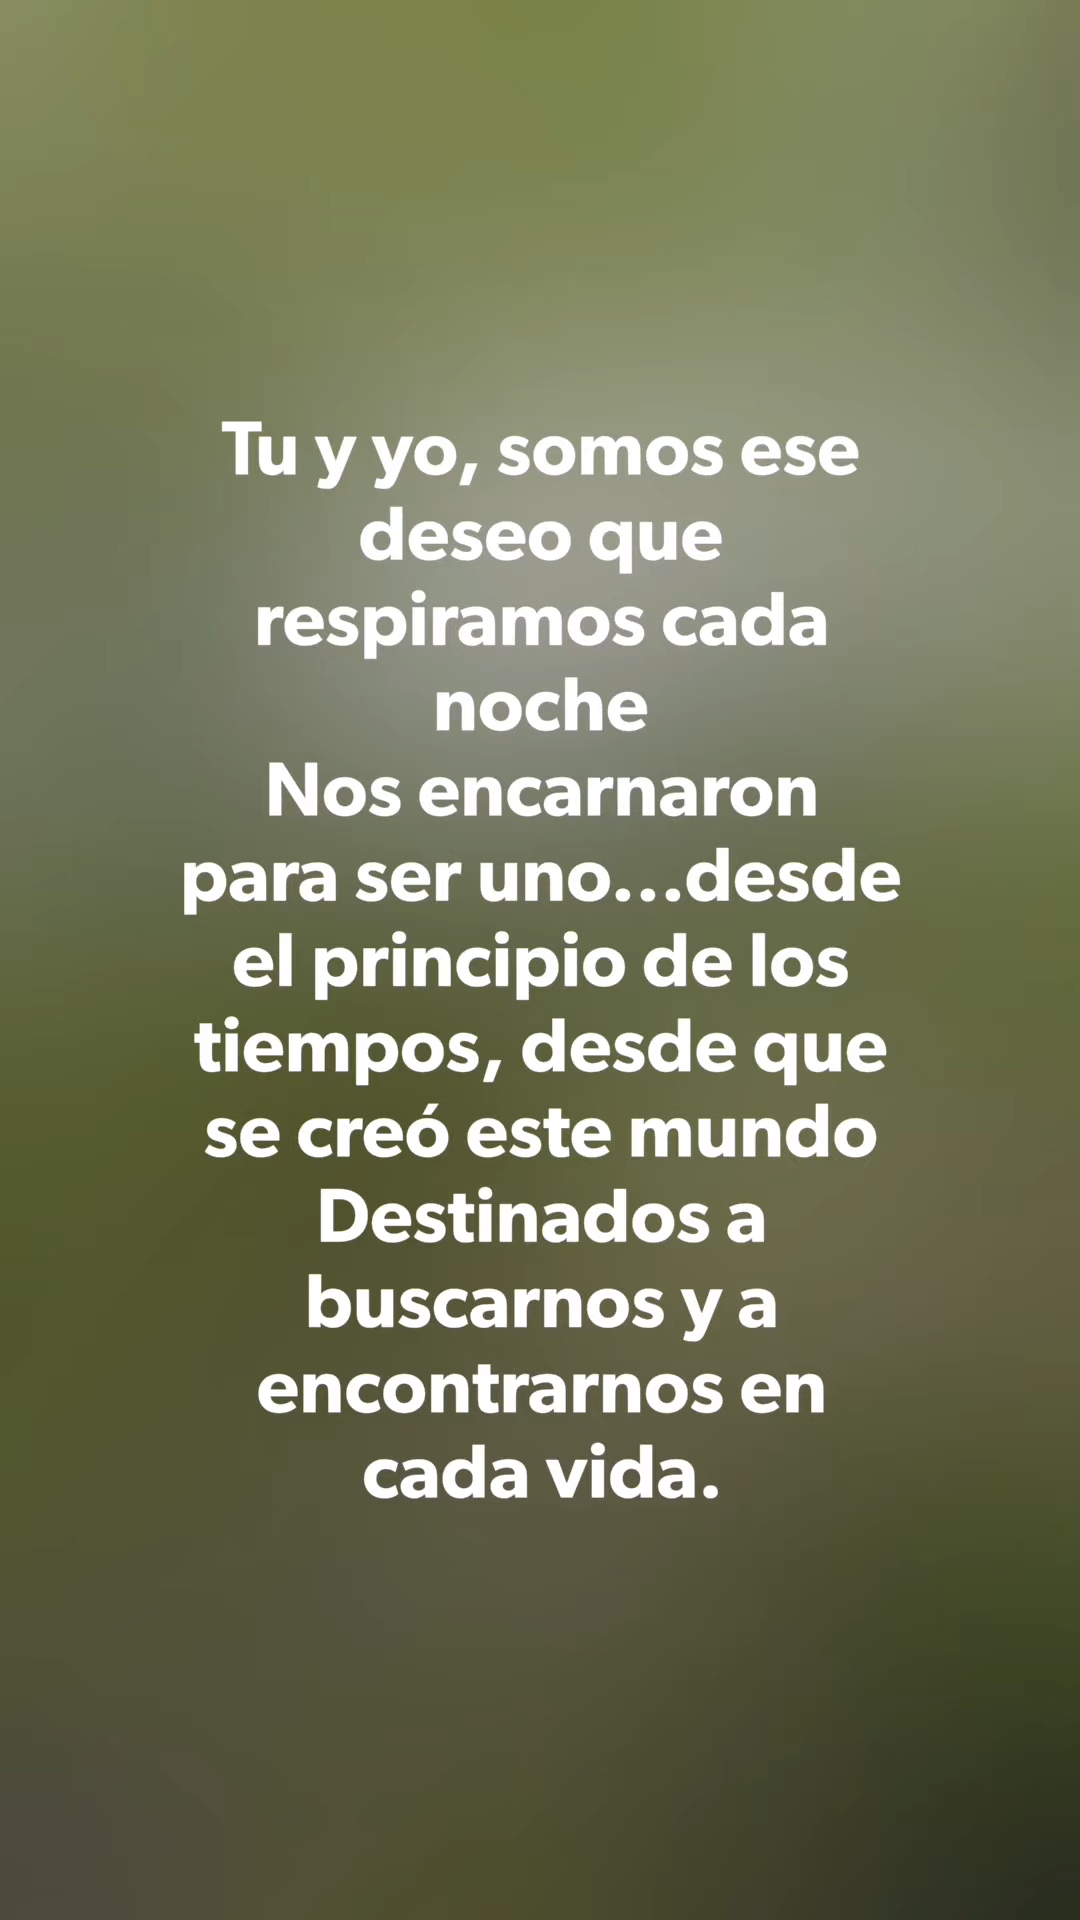 Tu y yo, somos ese
deseo que
respiramos cada
noche
Nos encarnaron
para ser uno...desde
el principio de los
tiempos, desde que
se creó este mundo
Destinados a
buscarnos y a
encontrarnos en
cada vida.